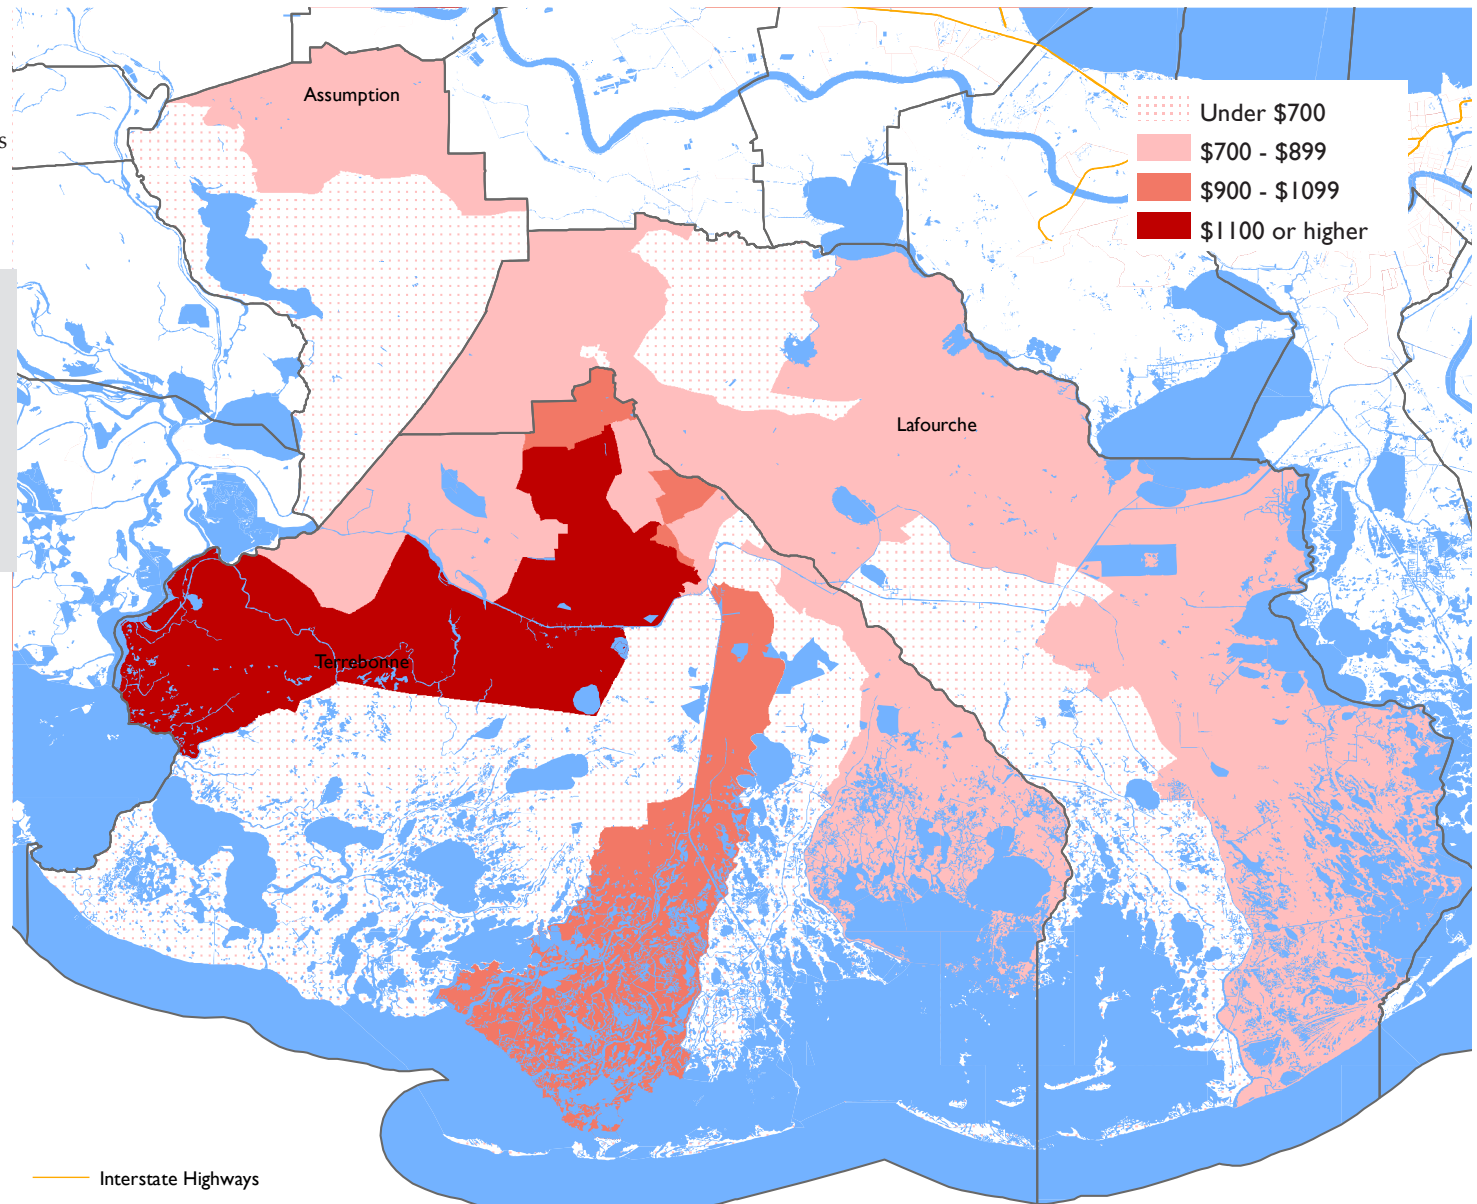 Assumption
s
Under $700
$700 - $899
$900 - $1099
$1100 or higher
Lafourche
Terrebonne
Interstate Highways